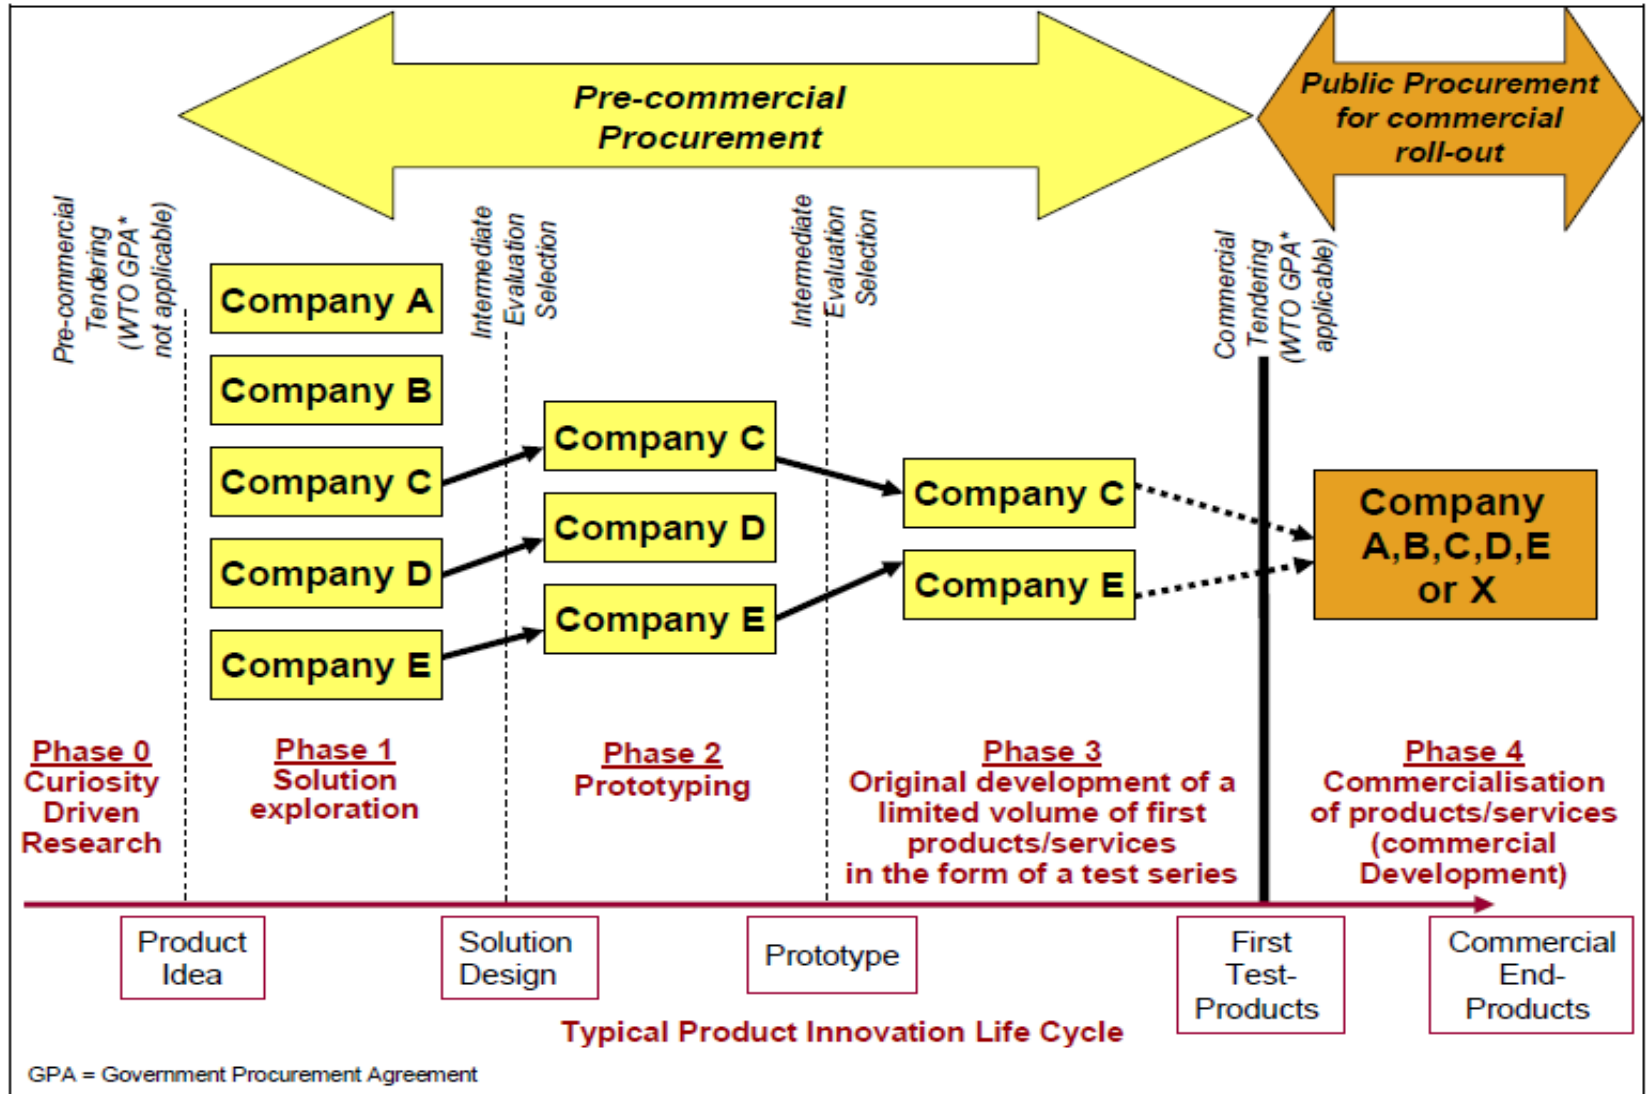 Pre-commercial
Procurement
Public Procurement
for commercial
roll-out
Pre-commercial
Tendering
(WTO GPA*
not applicable)
Intermediate
Evaluation
Selection
Intermediate
Evaluation
Selection
Commercial
Tendering
(WTO GPA*
applicable)
Company A
Company B
Company C
Company D
Company E
Company C
Company D
Company E
Company C
Company E
Company
A,B,C,D,E
or X
Phase 0
Curiosity
Driven
Research
Phase 1
Solution
exploration
Phase 2
Prototyping
Phase 3
Original development of a
limited volume of first
products/services
in the form of a test series
Phase 4
Commercialisation
of products/services
(commercial
Development)
Product
Idea
Solution
Design
Prototype
First
Test-
Products
Commercial
End-
Products
Typical Product Innovation Life Cycle
GPA = Government Procurement Agreement